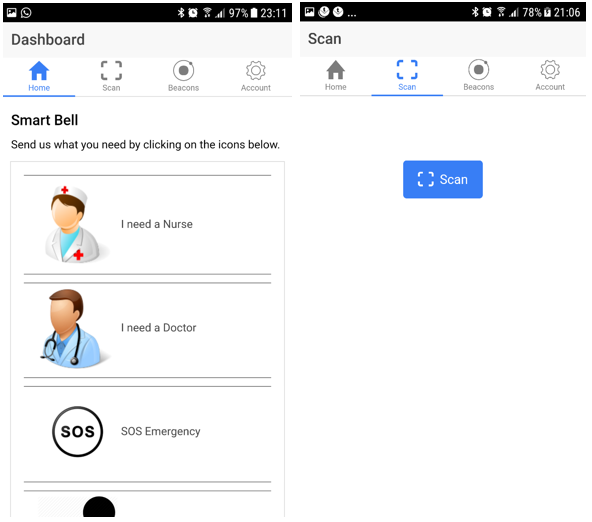 97% 23:11
Dashboard
Home Scan Beacons Account
Smart Bell
Send us what you need by clicking on the icons below.
I need a Nurse
I need a Doctor
SOS SOS Emergency
... 78% 21:06
Scan
Home Scan Beacons Account
Scan